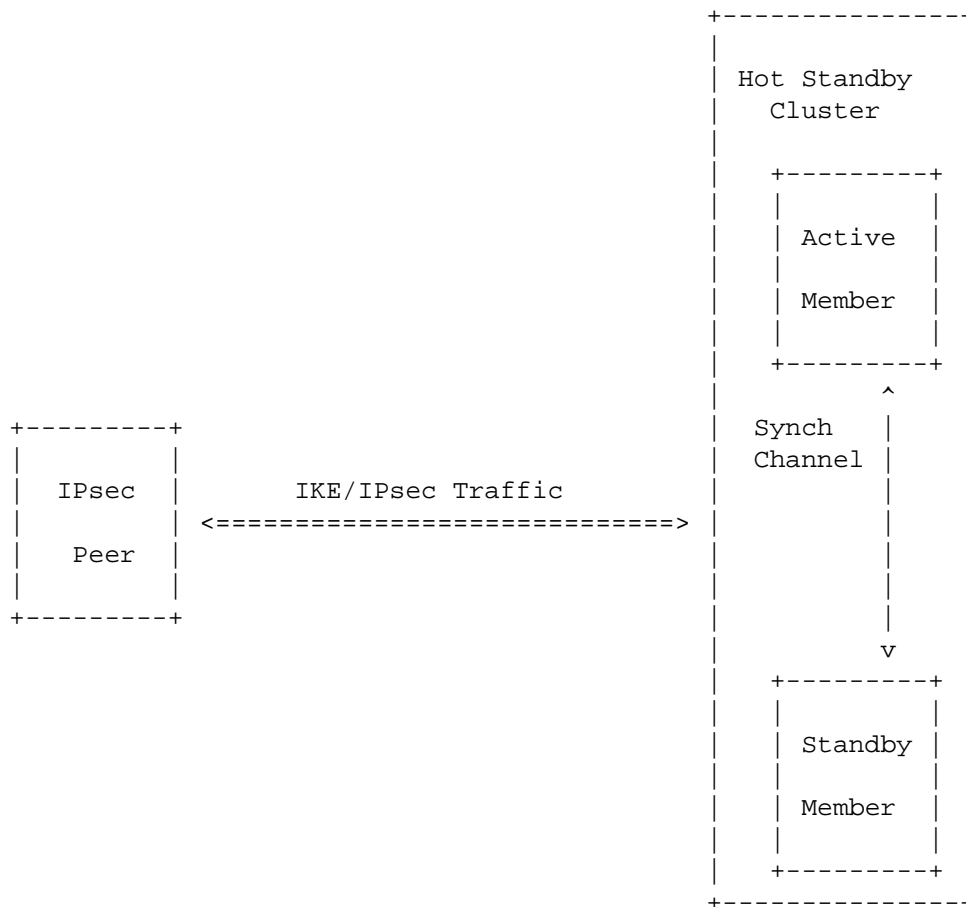 Hot Standby
Cluster
Active
Member
Synch
Channel
IPsec
Peer
IKE/IPsec Traffic
Standby
Member